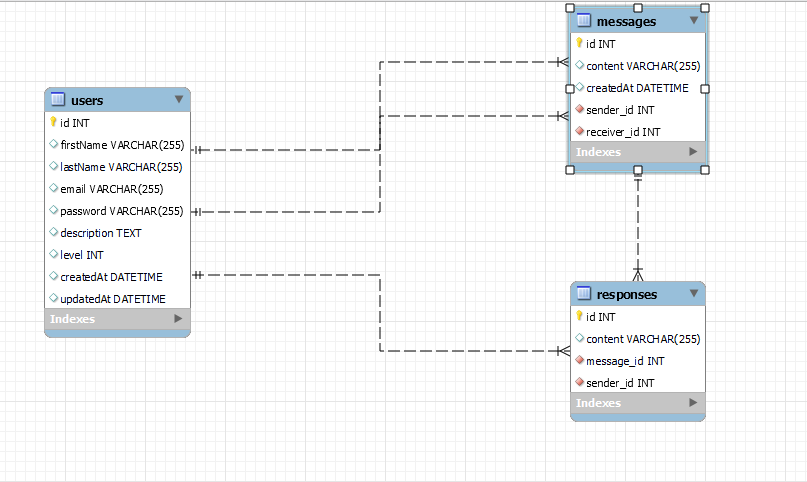 users
id INT
firstName VARCHAR(255)
lastName VARCHAR(255)
email VARCHAR(255)
password VARCHAR(255)
description TEXT
level INT
createdAt DATETIME
updatedAt DATETIME
Indexes
messages
id INT
content VARCHAR(255)
createdAt DATETIME
sender_id INT
receiver_id INT
Indexes
responses
id INT
content VARCHAR(255)
message_id INT
sender_id INT
Indexes